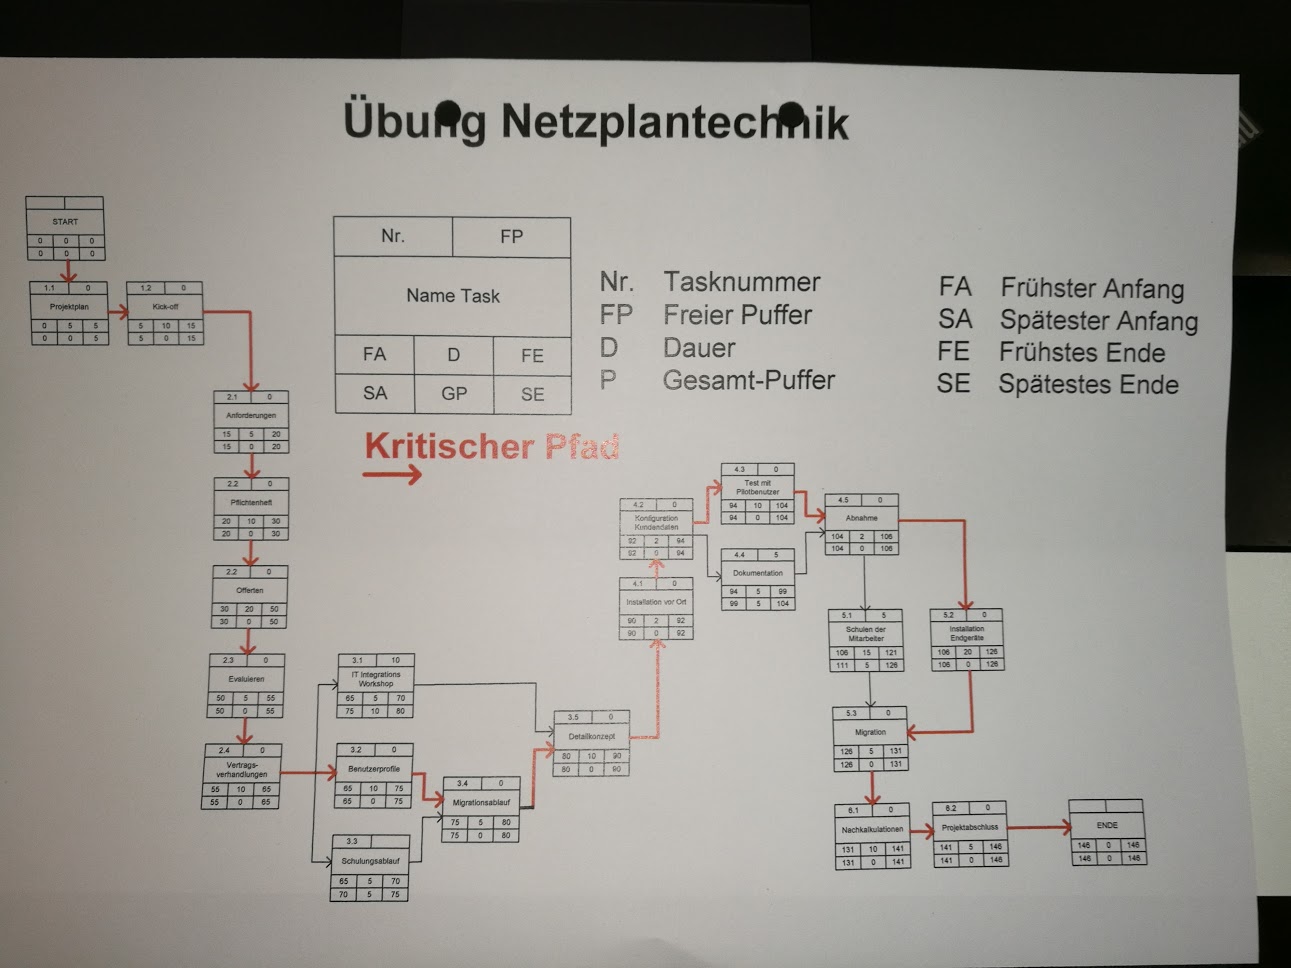 Übung Netzplantechnik
START
0 0 0
0 0 0
1.1 0
Projektplan
0 5 5
0 0 5
1.2 0
Kick-off
5 10 15
5 0 15
Nr. FP
Name Task
FA D FE
SA GP SE
Nr. Tasknummer
FP Freier Puffer
D Dauer
P Gesamt-Puffer
FA Frühster Anfang
SA Spätester Anfang
FE Frühstes Ende
SE Spätestes Ende
Kritischer Pfad
2.1 0
Anforderungen
15 5 20
15 0 20
2.2 0
Pflichtenheft
20 10 30
20 0 30
2.2 0
Offerten
30 20 50
30 0 50
2.3 0
Evaluieren
50 5 55
50 0 55
2.4 0
Vertrags-
verhandlungen
55 10 65
55 0 65
3.1 10
IT Integrations
Workshop
65 5 70
75 10 80
3.2 0
Benutzerprofile
65 10 75
65 0 75
3.3
Schulungsablauf
65 5 70
70 5 75
3.4 0
Migrationsablauf
75 5 80
75 0 80
3.5 0
Detailkonzept
80 10 90
80 0 90
4.1 0
Installation vor Ort
90 2 92
90 0 92
4.2 0
Konfiguration
Kundendaten
92 2 94
92 0 94
4.3 0
Test mit
Pilotbenutzer
94 10 104
94 0 104
4.4 5
Dokumentation
94 5 99
99 5 104
4.5 0
Abnahme
104 2 106
104 0 106
5.1 5
Schulen der
Mitarbeiter
106 15 121
111 5 126
5.2 0
Installation
Endgeräte
106 20 126
106 0 126
5.3 0
Migration
126 5 131
126 0 131
6.1 0
Nachkalkulationen
131 10 141
131 0 141
6.2 0
Projektabschluss
141 5 146
141 0 146
ENDE
146 0 146
146 0 146